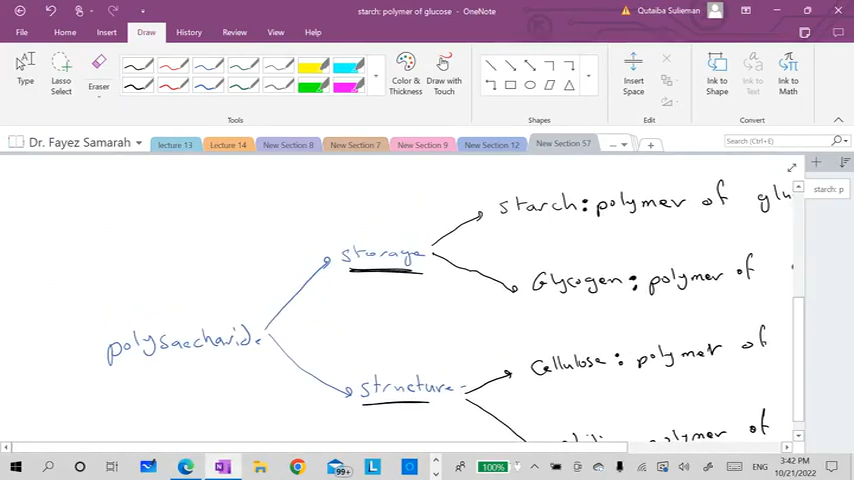 starch: polymer of glucose - OneNote
Qutaiba Sulieman
File Home Insert Draw History Review View Help
Type
Lasso Select
Eraser
Color & Thickness
Draw with Touch
Insert Space
Ink to Shape
Ink to Text
Ink to Math
Tools Shapes Edit Convert
Dr. Fayez Samarah lecture 13 Lecture 14 New Section 8 New Section 7 New Section 9 New Section 12 New Section 57 Search (Ctrl+E)
starch: p
starch: polymer of glu
storage
Glycogen: polymer of
polysaccharide
Cellulose: polymer of
structure
polymer of
99+
100%
ENG
3:42 PM
10/21/2022